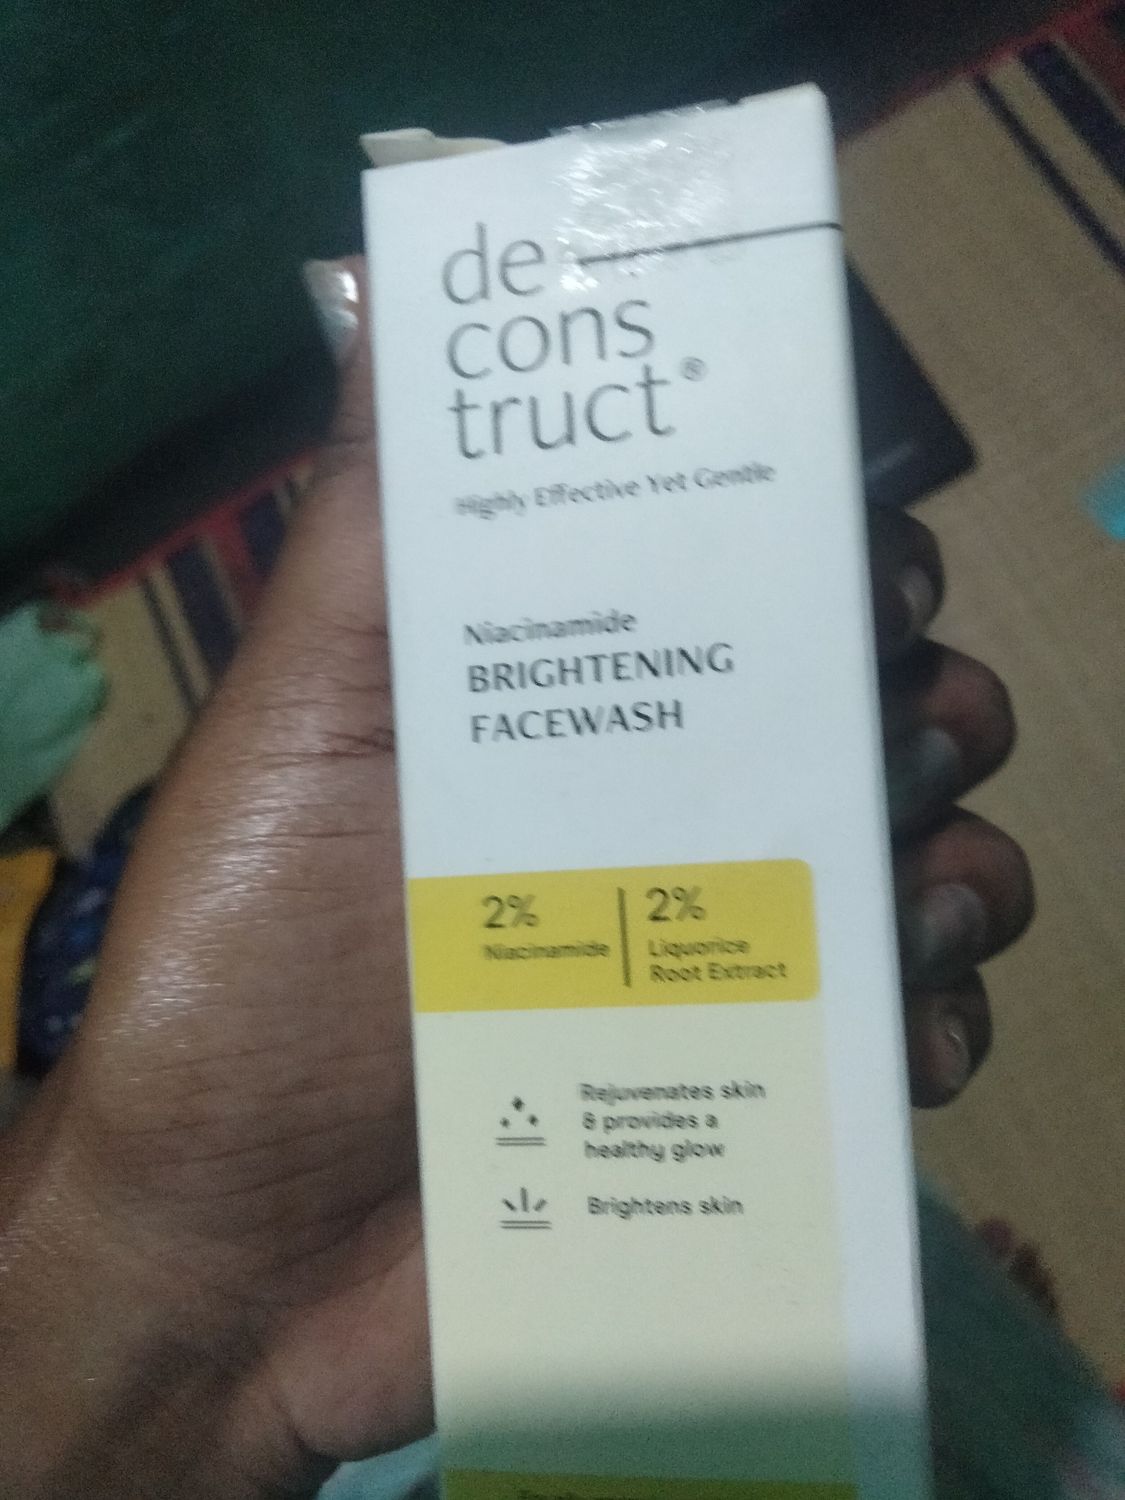 de
cons
truct®
Highly Effective Yet Gentle
Niacinamide
BRIGHTENING
FACEWASH
2%
Niacinamide
2%
Liquorice
Root Extract
Rejuvenates skin
& provides a
healthy glow
Brightens skin